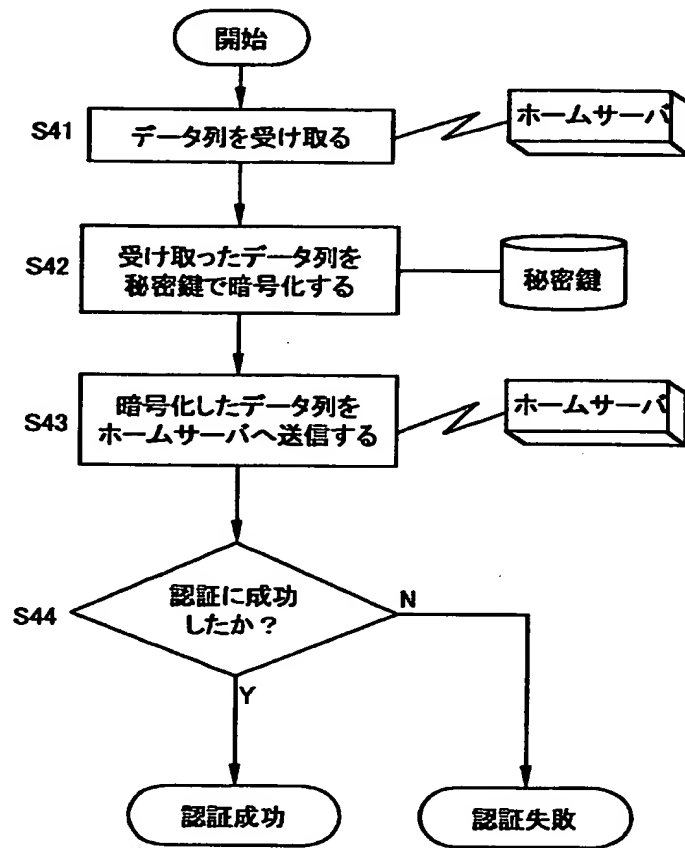 開始
S41
データ列を受け取る
ホームサーバ
S42
受け取ったデータ列を
秘密鍵で暗号化する
秘密鍵
S43
暗号化したデータ列を
ホームサーバへ送信する
ホームサーバ
S44
認証に成功
したか？
N
Y
認証成功
認証失敗